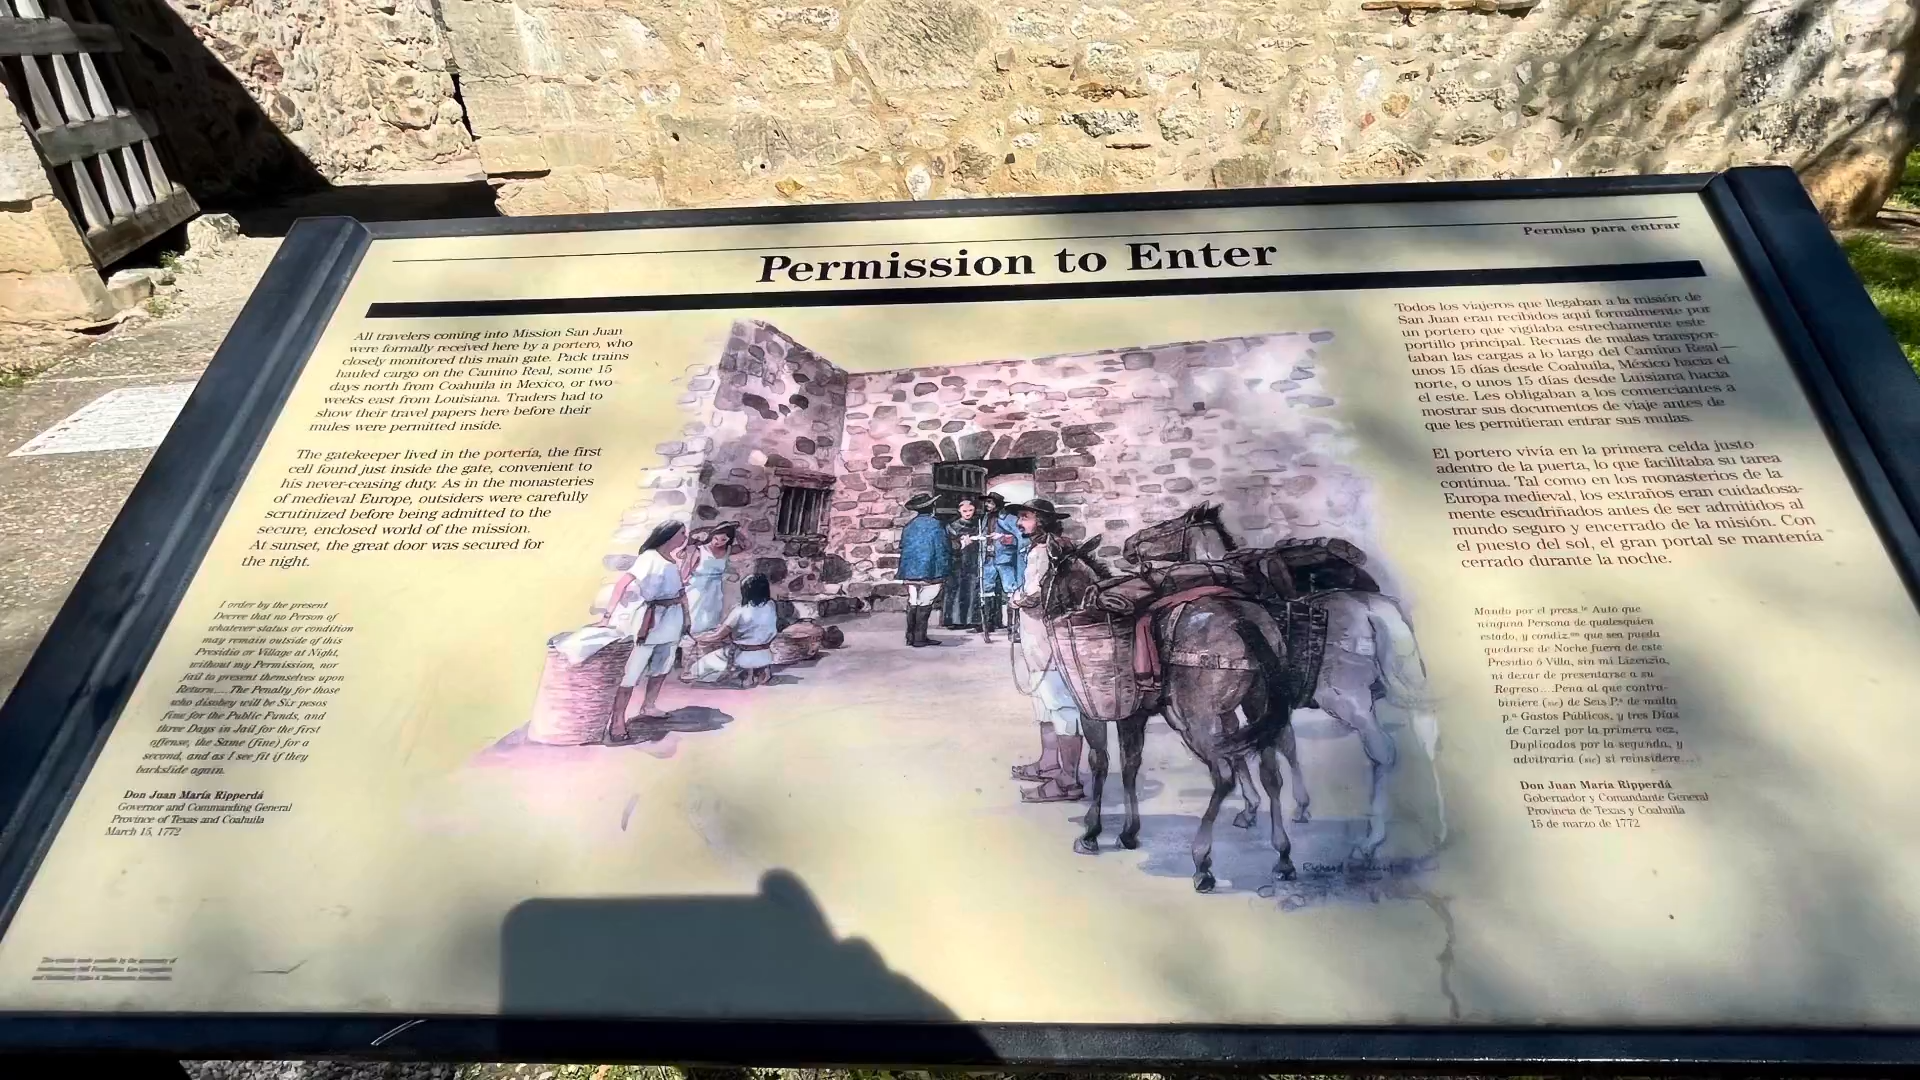 Permission to Enter
Permiso para entrar
All travelers coming into Mission San Juan
were formally received here by a portero, who
closely monitored this main gate. Pack trains
hauled cargo on the Camino Real, some 15
days north from Coahuila in Mexico, or two
weeks east from Louisiana. Traders had to
show their travel papers here before their
mules were permitted inside.
The gatekeeper lived in the portería, the first
cell found just inside the gate, convenient to
his never-ceasing duty. As in the monasteries
of medieval Europe, outsiders were carefully
scrutinized before being admitted to the
secure, enclosed world of the mission.
At sunset, the great door was secured for
the night.
I order by the present
Decree that no Person of
whatever status or condition
may remain outside of this
Presidio or Village at Night,
without my Permission, nor
fail to present themselves upon
Return.... The Penalty for those
who disobey will be Six pesos
fine for the Public Funds, and
three Days in Jail for the first
offense, the Same (fine) for a
second, and as I see fit if they
backslide again.
Don Juan María Ripperdá
Governor and Commanding General
Province of Texas and Coahuila
March 15, 1772
Todos los viajeros que llegaban a la misión de
San Juan eran recibidos aquí formalmente por
un portero que vigilaba estrechamente este
portillo principal. Recuas de mulas transpor-
taban las cargas a lo largo del Camino Real—
unos 15 días desde Coahuila, México hacia el
norte, o unos 15 días desde Luisiana hacia
el este. Les obligaban a los comerciantes a
mostrar sus documentos de viaje antes de
que les permitieran entrar sus mulas.
El portero vivía en la primera celda justo
adentro de la puerta, lo que facilitaba su tarea
continua. Tal como en los monasterios de la
Europa medieval, los extraños eran cuidadosa-
mente escudriñados antes de ser admitidos al
mundo seguro y encerrado de la misión. Con
el puesto del sol, el gran portal se mantenía
cerrado durante la noche.
Mando por el press.te Auto que
ninguna Persona de qualesquien
estado, y condiz.on que sea pueda
quedarse de Noche fuera de este
Presidio ó Villa, sin mi Lizenzia,
ni dexar de presentarse a su
Regreso....Pena al que contra-
biniere (sic) de Seis P.s de multa
p.a Gastos Públicos, y tres Días
de Carzel por la primera vez,
Duplicados por la segunda, y
advitraria (sic) si reinsidere...
Don Juan María Ripperdá
Gobernador y Comandante General
Provincia de Texas y Coahuila
15 de marzo de 1772
Richard